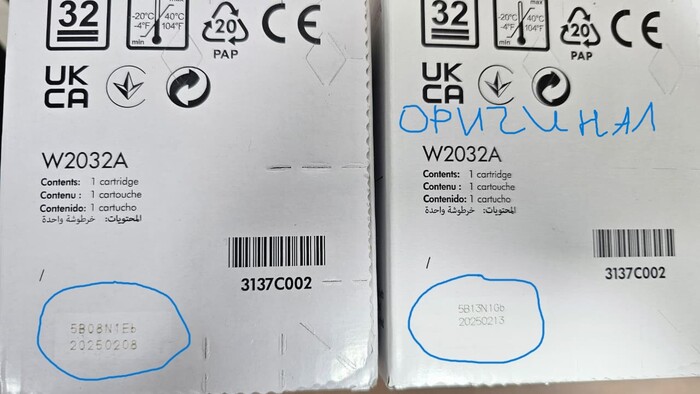 32
-20°C
-4°F
40°C
104°F
min
20
PAP
CE
UK
CA
W2032A
Contents: 1 cartridge
Contenu : 1 cartouche
Contenido: 1 cartucho
المحتويات: خرطوشة واحدة
3137C002
/
5B08N1Eb
20250208
max
32
-20°C
-4°F
40°C
104°F
min
20
PAP
CE
UK
CA
ОРИГИНАЛ
W2032A
Contents: 1 cartridge
Contenu : 1 cartouche
Contenido: 1 cartucho
المحتويات: خرطوشة واحدة
3137C002
/
5B13N1Gb
20250213